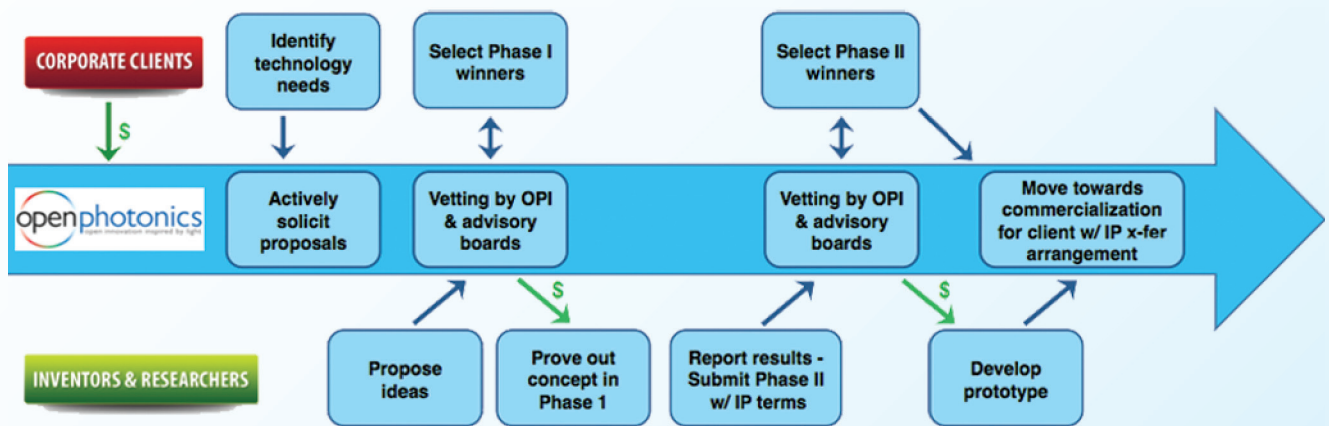 CORPORATE CLIENTS
$
Identify
technology
needs
Select Phase I
winners
Select Phase II
winners
openphotonics
open innovation inspired by light
Actively
solicit
proposals
Vetting by OPI
& advisory
boards
Vetting by OPI
& advisory
boards
Move towards
commercialization
for client w/ IP x-fer
arrangement
$
$
INVENTORS & RESEARCHERS
Propose
ideas
Prove out
concept in
Phase 1
Report results -
Submit Phase II
w/ IP terms
Develop
prototype